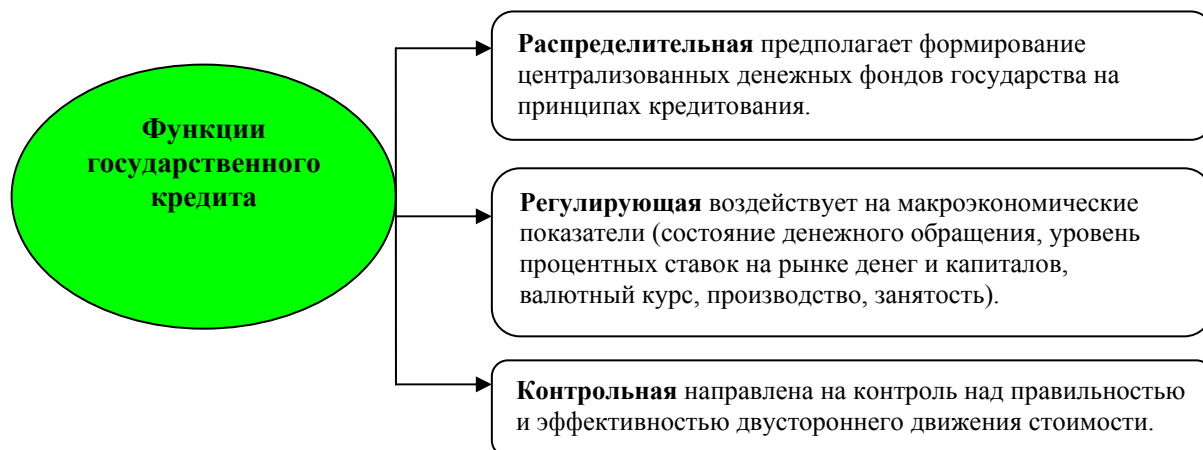 Функции
государственного
кредита
Распределительная предполагает формирование
централизованных денежных фондов государства на
принципах кредитования.
Регулирующая воздействует на макроэкономические
показатели (состояние денежного обращения, уровень
процентных ставок на рынке денег и капиталов,
валютный курс, производство, занятость).
Контрольная направлена на контроль над правильностью
и эффективностью двустороннего движения стоимости.